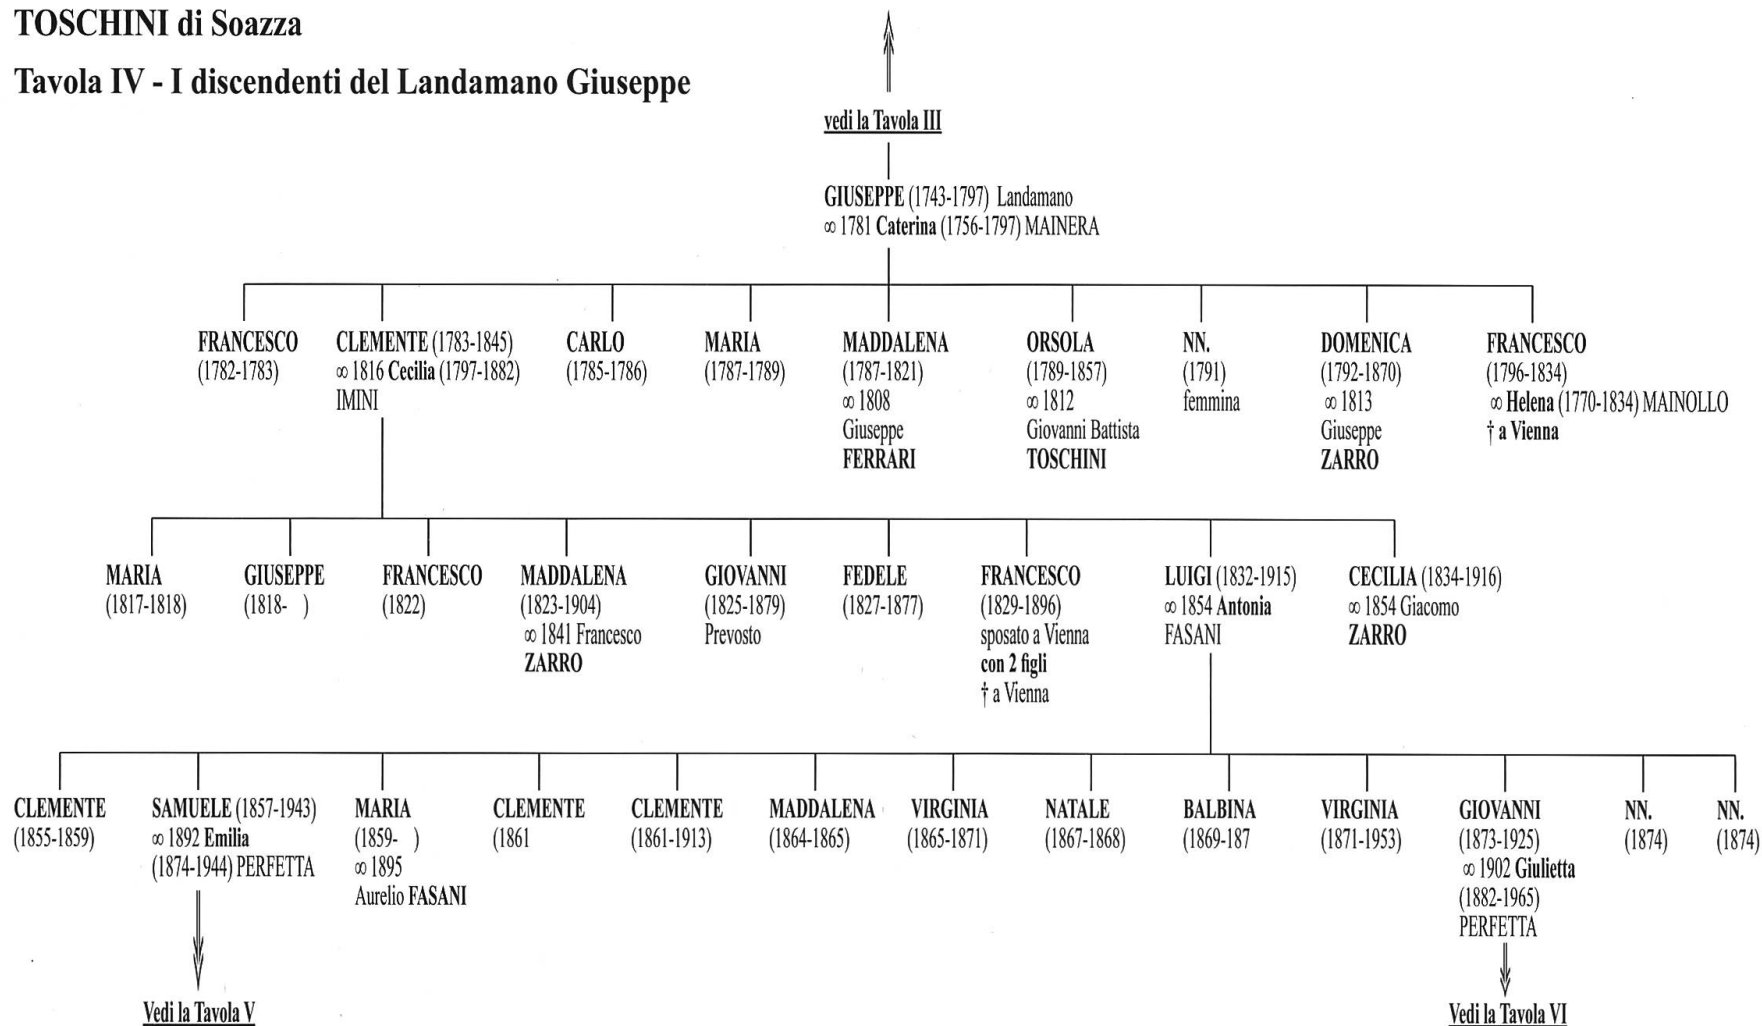 TOSCHINI di Soazza
Tavola IV - I discendenti del Landamano Giuseppe
vedi la Tavola III
GIUSEPPE (1743-1797) Landamano
∞ 1781 Caterina (1756-1797) MAINERA
FRANCESCO
(1782-1783)
CLEMENTE (1783-1845)
∞ 1816 Cecilia (1797-1882)
IMINI
CARLO
(1785-1786)
MARIA
(1787-1789)
MADDALENA
(1787-1821)
∞ 1808
Giuseppe
FERRARI
ORSOLA
(1789-1857)
∞ 1812
Giovanni Battista
TOSCHINI
NN.
(1791)
femmina
DOMENICA
(1792-1870)
∞ 1813
Giuseppe
ZARRO
FRANCESCO
(1796-1834)
∞ Helena (1770-1834) MAINOLLO
† a Vienna
MARIA
(1817-1818)
GIUSEPPE
(1818- )
FRANCESCO
(1822)
MADDALENA
(1823-1904)
∞ 1841 Francesco
ZARRO
GIOVANNI
(1825-1879)
Prevosto
FEDELE
(1827-1877)
FRANCESCO
(1829-1896)
sposato a Vienna
con 2 figli
† a Vienna
LUIGI (1832-1915)
∞ 1854 Antonia
FASANI
CECILIA (1834-1916)
∞ 1854 Giacomo
ZARRO
CLEMENTE
(1855-1859)
SAMUELE (1857-1943)
∞ 1892 Emilia
(1874-1944) PERFETTA
MARIA
(1859- )
∞ 1895
Aurelio FASANI
CLEMENTE
(1861
CLEMENTE
(1861-1913)
MADDALENA
(1864-1865)
VIRGINIA
(1865-1871)
NATALE
(1867-1868)
BALBINA
(1869-187
VIRGINIA
(1871-1953)
GIOVANNI
(1873-1925)
∞ 1902 Giulietta
(1882-1965)
PERFETTA
NN.
(1874)
NN.
(1874)
Vedi la Tavola V
Vedi la Tavola VI